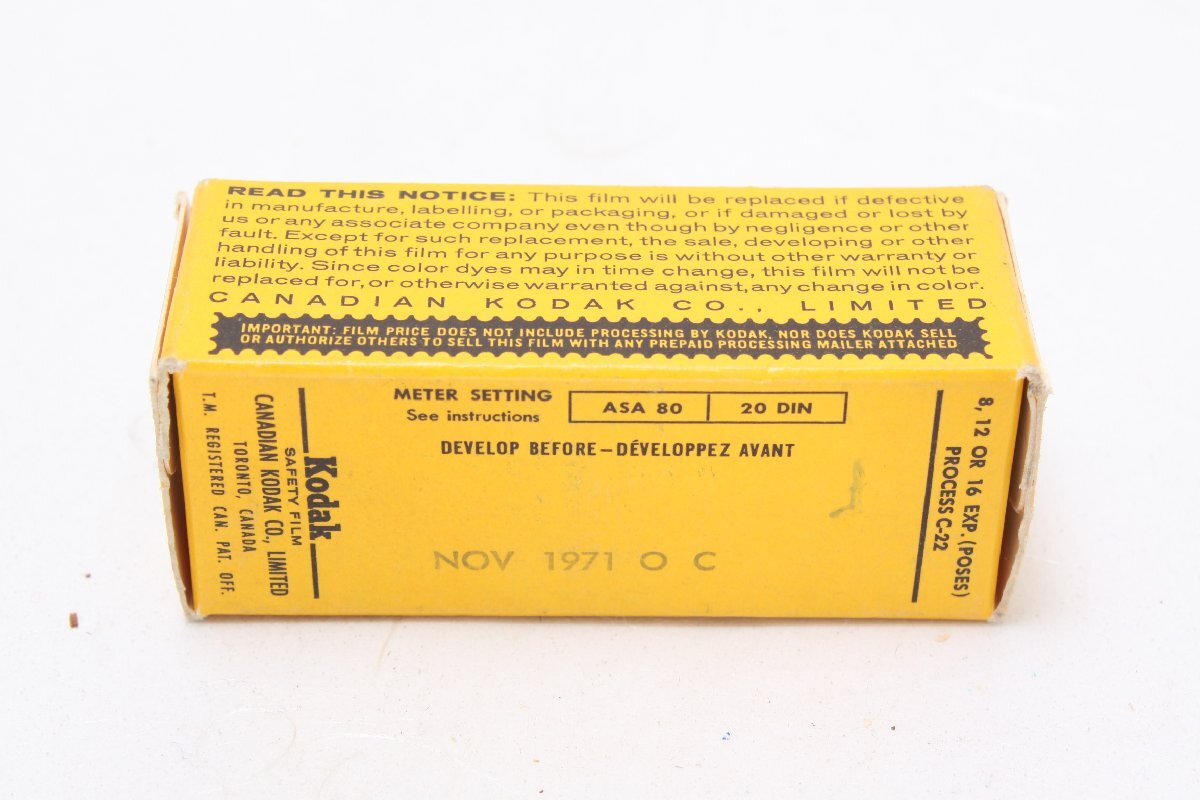 READ THIS NOTICE: This film will be replaced if defective
in manufacture, labelling, or packaging, or if damaged or lost by
us or any associate company even though by negligence or other
fault. Except for such replacement, the sale, developing or other
handling of this film for any purpose is without other warranty or
liability. Since color dyes may in time change, this film will not be
replaced for, or otherwise warranted against, any change in color.
CANADIAN KODAK CO., LIMITED
IMPORTANT: FILM PRICE DOES NOT INCLUDE PROCESSING BY KODAK, NOR DOES KODAK SELL
OR AUTHORIZE OTHERS TO SELL THIS FILM WITH ANY PREPAID PROCESSING MAILER ATTACHED
Kodak
SAFETY FILM
CANADIAN KODAK CO., LIMITED
TORONTO, CANADA
T.M. REGISTERED CAN. PAT. OFF.
METER SETTING
See instructions
ASA 80
20 DIN
DEVELOP BEFORE–DÉVELOPPEZ AVANT
NOV 1971 O C
8, 12 OR 16 EXP. (POSES)
PROCESS C-22